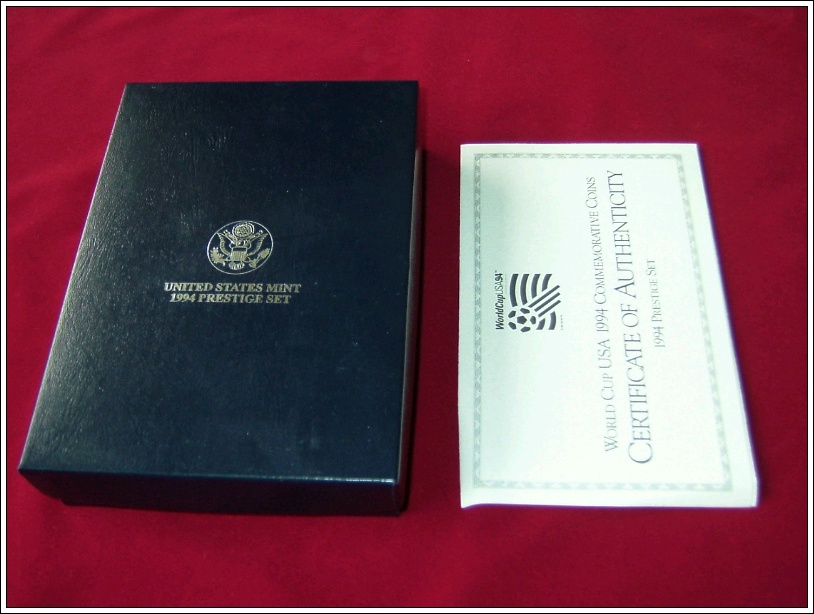 UNITED STATES MINT
1994 PRESTIGE SET
WorldCupUSA94
WORLD CUP USA 1994 COMMEMORATIVE COINS
CERTIFICATE OF AUTHENTICITY
1994 PRESTIGE SET